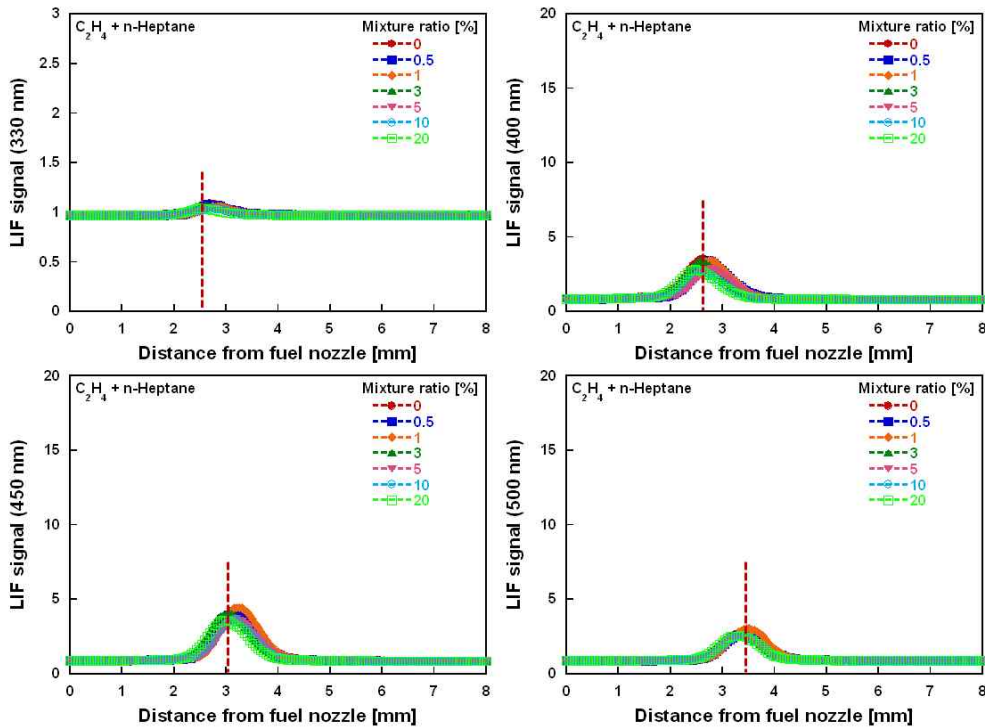 C2H4 + n-Heptane
Mixture ratio [%]
0
0.5
1
3
5
10
20
LIF signal (330 nm)
3
2.5
2
1.5
1
0.5
0
0 1 2 3 4 5 6 7 8
Distance from fuel nozzle [mm]
C2H4 + n-Heptane
Mixture ratio [%]
0
0.5
1
3
5
10
20
LIF signal (400 nm)
20
15
10
5
0
0 1 2 3 4 5 6 7 8
Distance from fuel nozzle [mm]
C2H4 + n-Heptane
Mixture ratio [%]
0
0.5
1
3
5
10
20
LIF signal (450 nm)
20
15
10
5
0
0 1 2 3 4 5 6 7 8
Distance from fuel nozzle [mm]
C2H4 + n-Heptane
Mixture ratio [%]
0
0.5
1
3
5
10
20
LIF signal (500 nm)
20
15
10
5
0
0 1 2 3 4 5 6 7 8
Distance from fuel nozzle [mm]